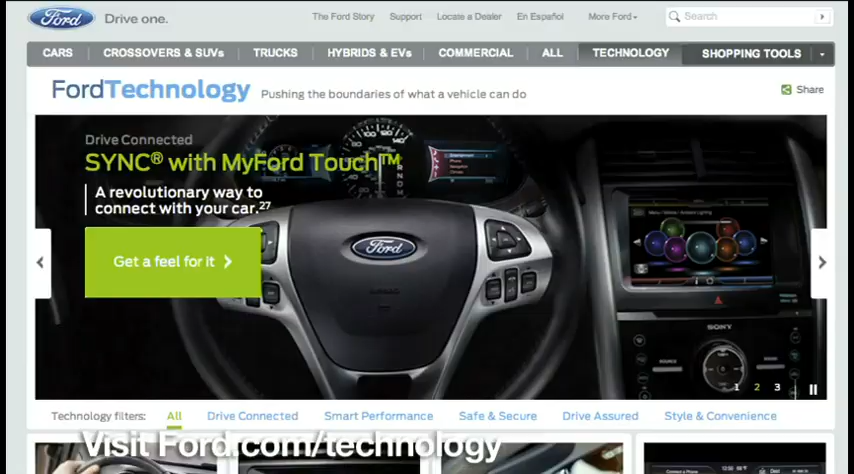 Ford Drive one. The Ford Story Support Locate a Dealer En Español More Ford Search
CARS CROSSOVERS & SUVs TRUCKS HYBRIDS & EVs COMMERCIAL ALL TECHNOLOGY SHOPPING TOOLS
FordTechnology Pushing the boundaries of what a vehicle can do Share
Drive Connected
SYNC® with MyFord Touch™
A revolutionary way to
connect with your car.27
Get a feel for it
Ford
SONY
1 2 3
Technology filters: All Drive Connected Smart Performance Safe & Secure Drive Assured Style & Convenience
Visit Ford.com/technology